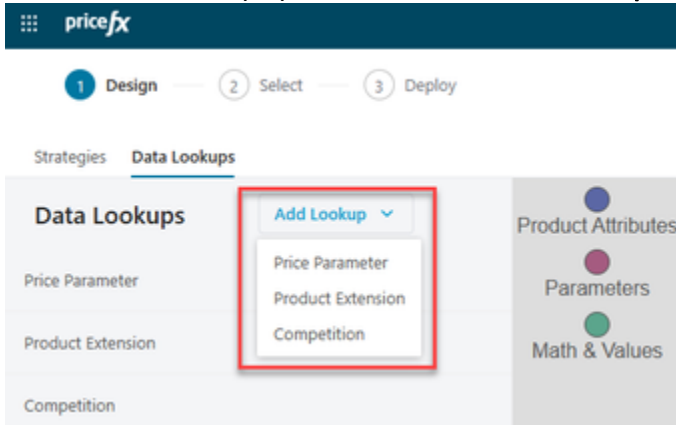 pricefx
1 Design 2 Select 3 Deploy
Strategies Data Lookups
Data Lookups
Add Lookup
Price Parameter
Product Extension
Competition
Price Parameter
Product Extension
Competition
Product Attributes
Parameters
Math & Values